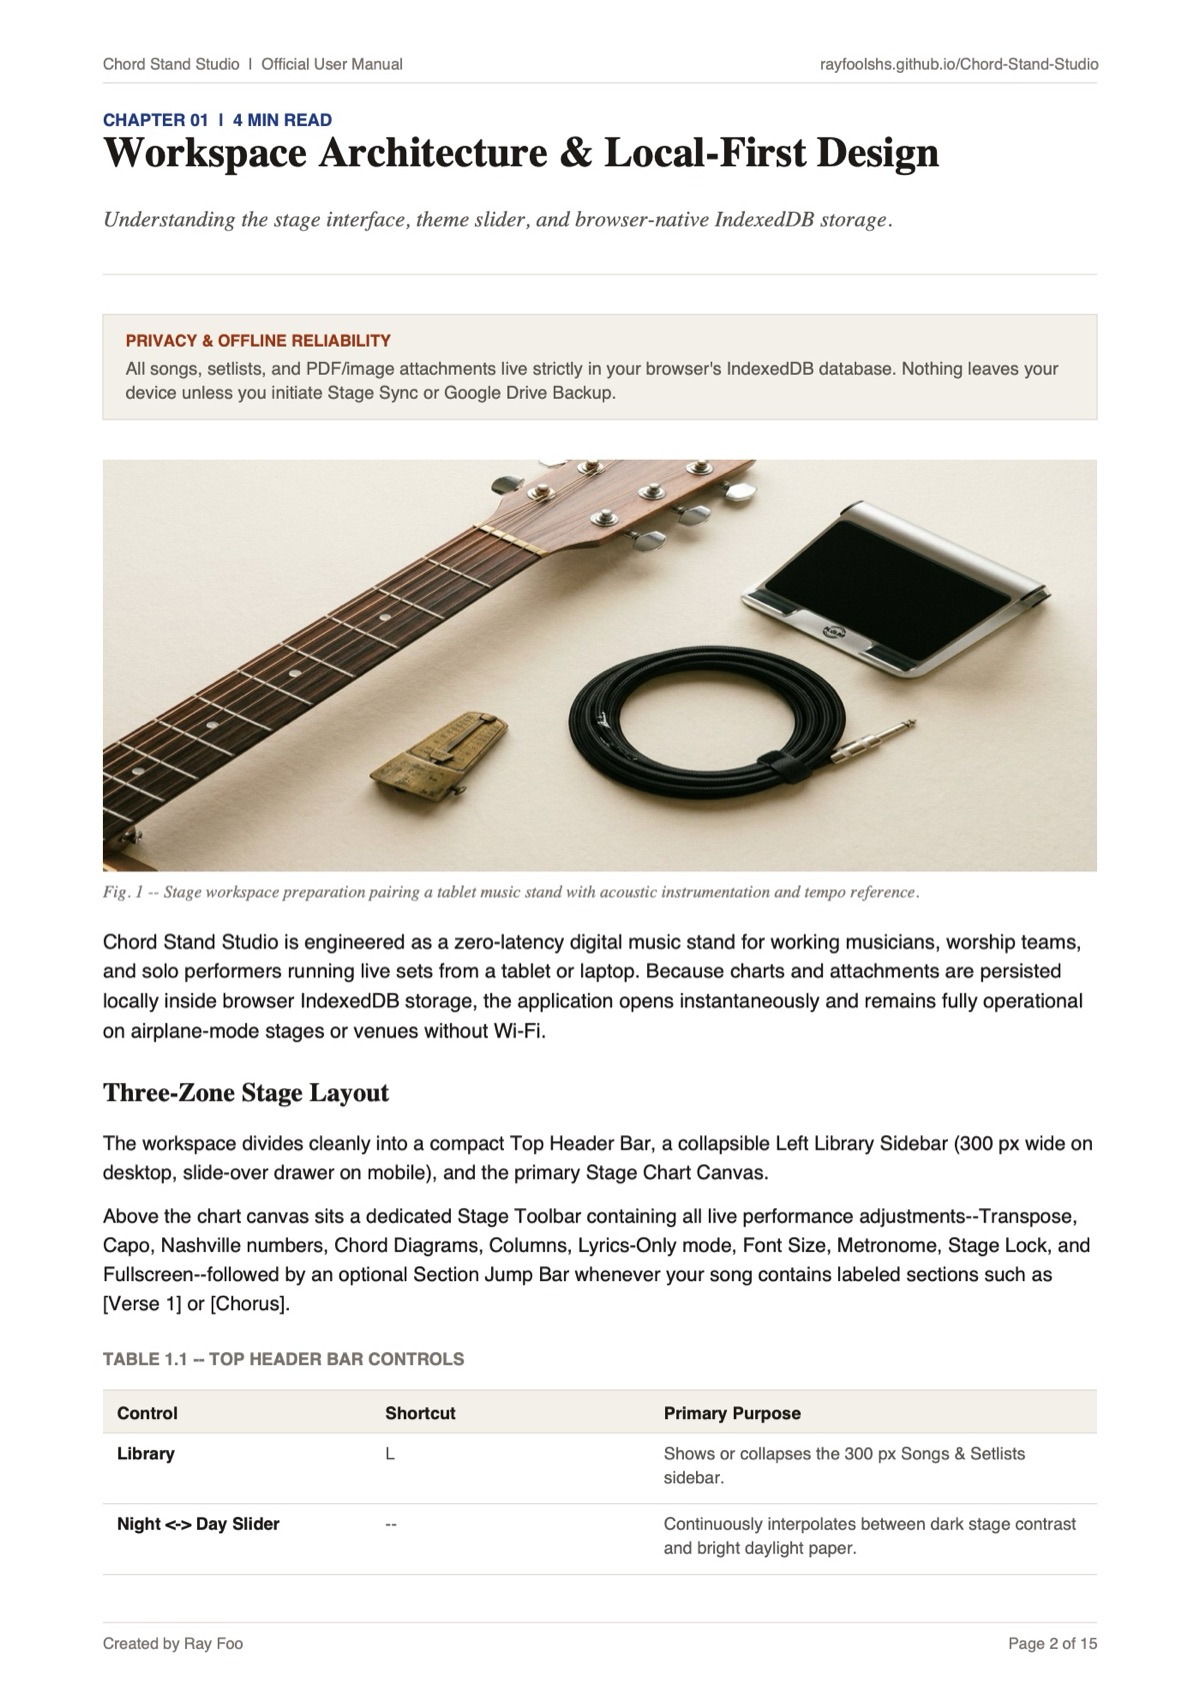 Chord Stand Studio | Official User Manual
rayfoolshs.github.io/Chord-Stand-Studio
CHAPTER 01 | 4 MIN READ
Workspace Architecture & Local-First Design
Understanding the stage interface, theme slider, and browser-native IndexedDB storage.
PRIVACY & OFFLINE RELIABILITY
All songs, setlists, and PDF/image attachments live strictly in your browser's IndexedDB database. Nothing leaves your
device unless you initiate Stage Sync or Google Drive Backup.
Fig. 1 -- Stage workspace preparation pairing a tablet music stand with acoustic instrumentation and tempo reference.
Chord Stand Studio is engineered as a zero-latency digital music stand for working musicians, worship teams,
and solo performers running live sets from a tablet or laptop. Because charts and attachments are persisted
locally inside browser IndexedDB storage, the application opens instantaneously and remains fully operational
on airplane-mode stages or venues without Wi-Fi.
Three-Zone Stage Layout
The workspace divides cleanly into a compact Top Header Bar, a collapsible Left Library Sidebar (300 px wide on
desktop, slide-over drawer on mobile), and the primary Stage Chart Canvas.
Above the chart canvas sits a dedicated Stage Toolbar containing all live performance adjustments--Transpose,
Capo, Nashville numbers, Chord Diagrams, Columns, Lyrics-Only mode, Font Size, Metronome, Stage Lock, and
Fullscreen--followed by an optional Section Jump Bar whenever your song contains labeled sections such as
[Verse 1] or [Chorus].
TABLE 1.1 -- TOP HEADER BAR CONTROLS
Control Shortcut Primary Purpose
Library L Shows or collapses the 300 px Songs & Setlists
sidebar.
Night <-> Day Slider -- Continuously interpolates between dark stage contrast
and bright daylight paper.
Created by Ray Foo
Page 2 of 15